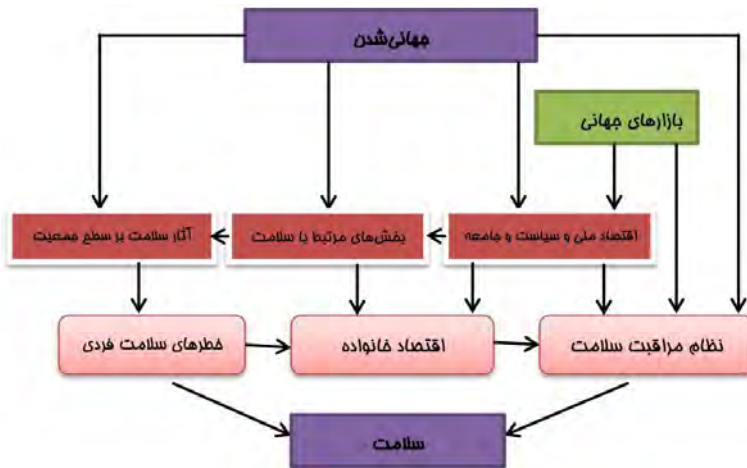 جهانی‌شدن
بازارهای جهانی
اقتصاد ملی و سیاست و جامعه
بخش‌های مرتبط با سلامت
آثار سلامت بر سطح جمعیت
نظام مراقبت سلامت
اقتصاد خانواده
خطرهای سلامت فردی
سلامت